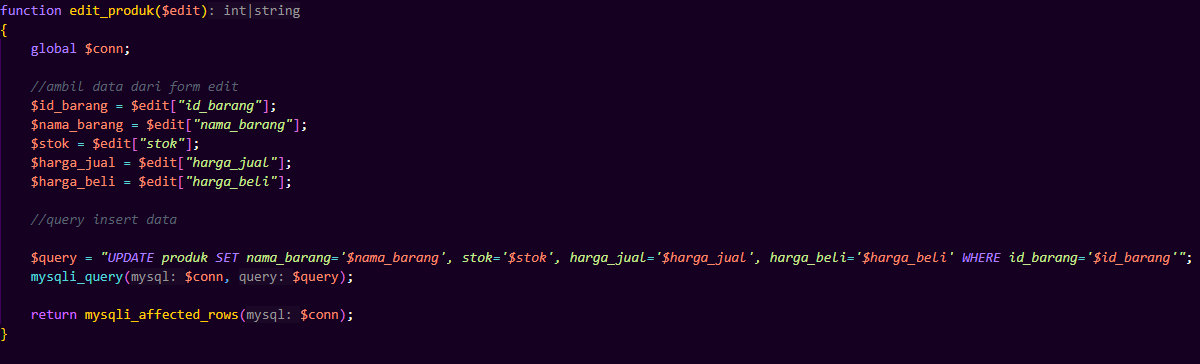 function edit_produk($edit): int|string
{
global $conn;
//ambil data dari form edit
$id_barang = $edit["id_barang"];
$nama_barang = $edit["nama_barang"];
$stok = $edit["stok"];
$harga_jual = $edit["harga_jual"];
$harga_beli = $edit["harga_beli"];
//query insert data
$query = "UPDATE produk SET nama_barang='$nama_barang', stok='$stok', harga_jual='$harga_jual', harga_beli='$harga_beli' WHERE id_barang='$id_barang'";
mysqli_query(mysql: $conn, query: $query);
return mysqli_affected_rows(mysql: $conn);
}